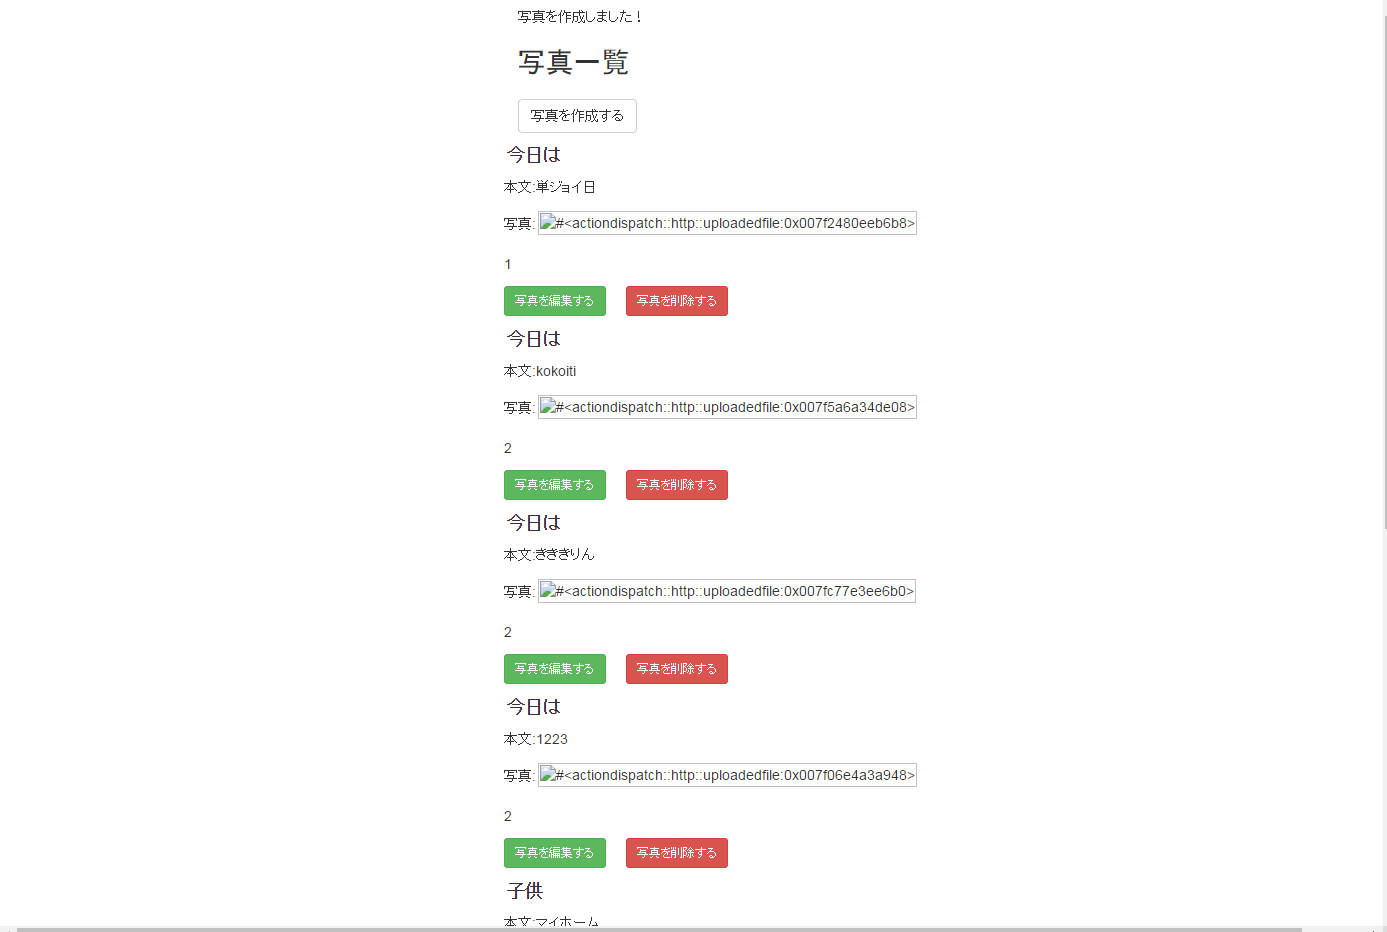 写真を作成しました！
写真一覧
写真を作成する
今日は
本文:単ジョイ日
写真: #<actiondispatch::http::uploadedfile:0x007f2480eeb6b8>
1
写真を編集する 写真を削除する
今日は
本文:kokoiti
写真: #<actiondispatch::http::uploadedfile:0x007f5a6a34de08>
2
写真を編集する 写真を削除する
今日は
本文:きききりん
写真: #<actiondispatch::http::uploadedfile:0x007fc77e3ee6b0>
2
写真を編集する 写真を削除する
今日は
本文:1223
写真: #<actiondispatch::http::uploadedfile:0x007f06e4a3a948>
2
写真を編集する 写真を削除する
子供
本文:マイホーム